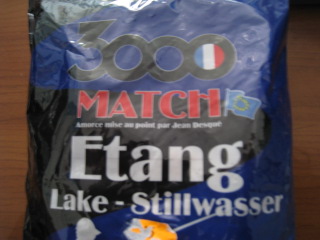 3000
MATCH
Amorce mise au point par Jean Desqué
Etang
Lake - Stillwasser